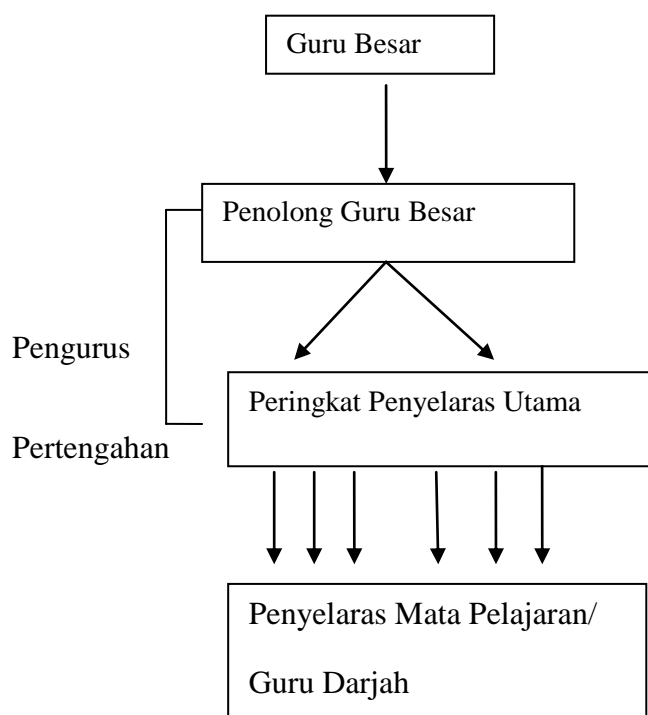 Guru Besar
Penolong Guru Besar
Pengurus
Peringkat Penyelaras Utama
Pertengahan
Penyelaras Mata Pelajaran/
Guru Darjah